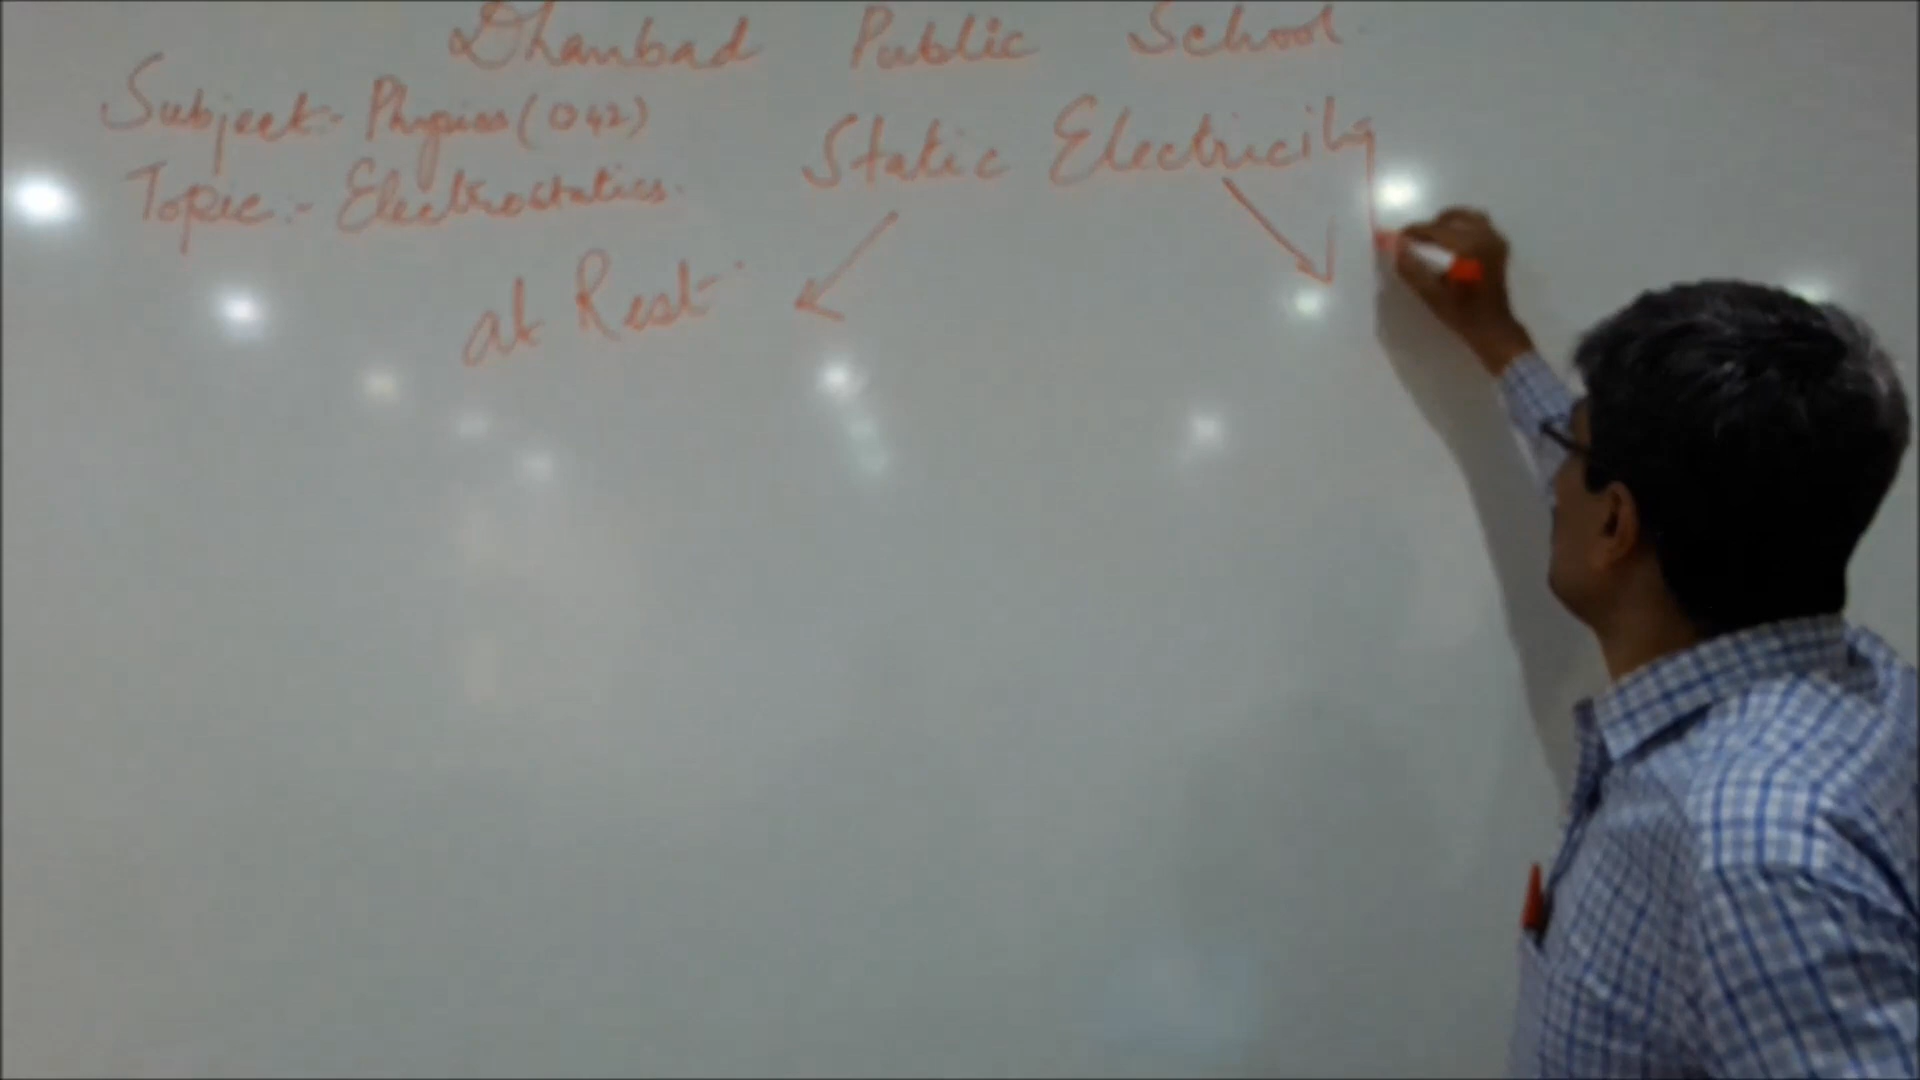 Dhanbad Public School
Subject:- Physics (042)
Topic:- Electrostatics.
Static Electricity
at Rest